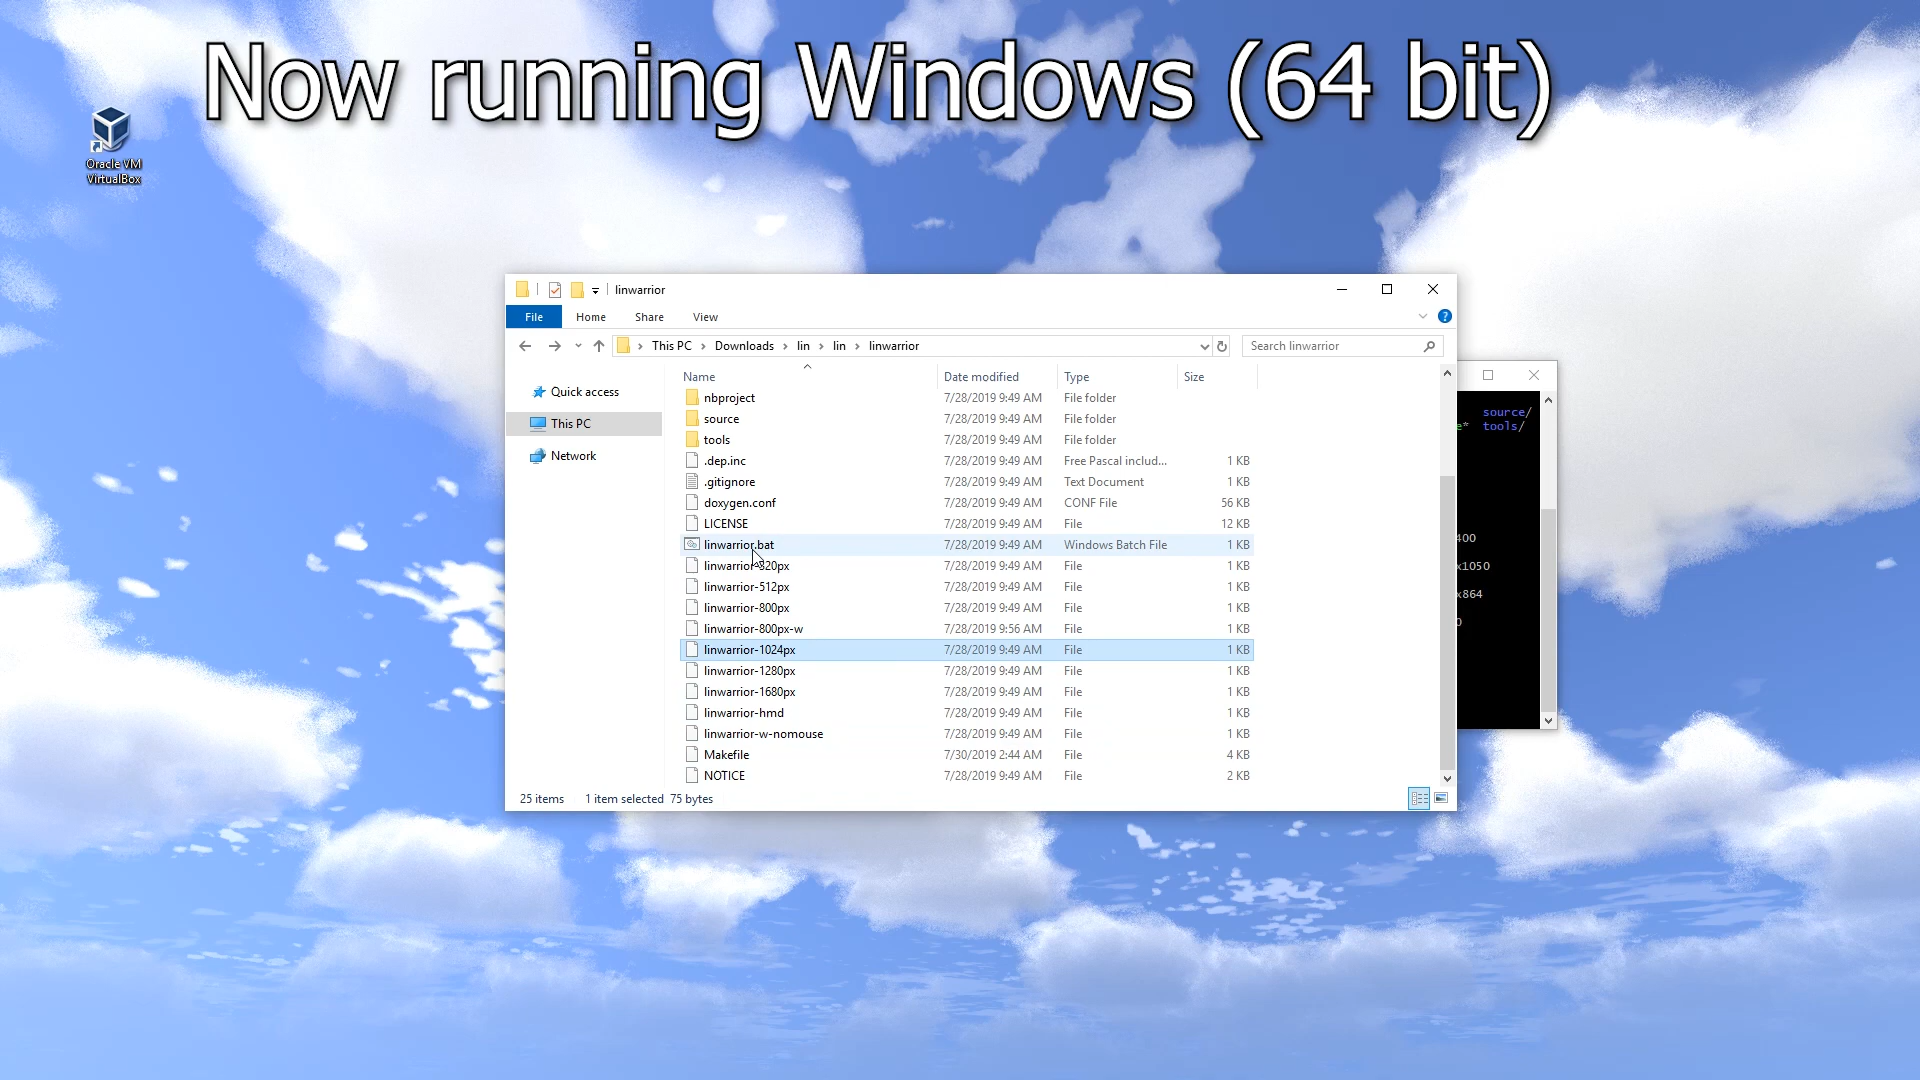 Now running Windows (64 bit)
Oracle VM
VirtualBox
linwarrior
File Home Share View
This PC Downloads lin lin linwarrior
Search linwarrior
Quick access
This PC
Network
Name Date modified Type Size
nbproject 7/28/2019 9:49 AM File folder
source 7/28/2019 9:49 AM File folder
tools 7/28/2019 9:49 AM File folder
.dep.inc 7/28/2019 9:49 AM Free Pascal includ... 1 KB
.gitignore 7/28/2019 9:49 AM Text Document 1 KB
doxygen.conf 7/28/2019 9:49 AM CONF File 56 KB
LICENSE 7/28/2019 9:49 AM File 12 KB
linwarrior.bat 7/28/2019 9:49 AM Windows Batch File 1 KB
linwarrior-320px 7/28/2019 9:49 AM File 1 KB
linwarrior-512px 7/28/2019 9:49 AM File 1 KB
linwarrior-800px 7/28/2019 9:49 AM File 1 KB
linwarrior-800px-w 7/28/2019 9:56 AM File 1 KB
linwarrior-1024px 7/28/2019 9:49 AM File 1 KB
linwarrior-1280px 7/28/2019 9:49 AM File 1 KB
linwarrior-1680px 7/28/2019 9:49 AM File 1 KB
linwarrior-hmd 7/28/2019 9:49 AM File 1 KB
linwarrior-w-nomouse 7/28/2019 9:49 AM File 1 KB
Makefile 7/30/2019 2:44 AM File 4 KB
NOTICE 7/28/2019 9:49 AM File 2 KB
25 items 1 item selected 75 bytes
source/
e* tools/
400
x1050
x864
0